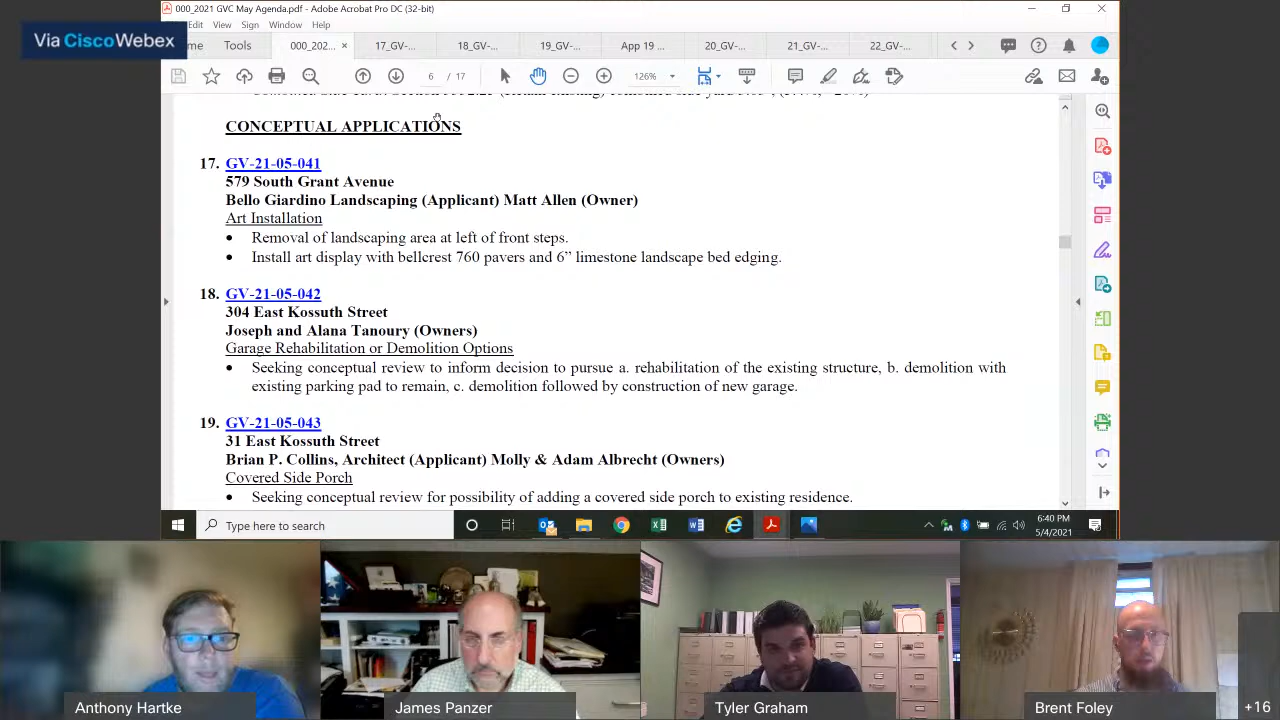 000_2021 GVC May Agenda.pdf - Adobe Acrobat Pro DC (32-bit)
Edit View Sign Window Help
Via CiscoWebex
me Tools 000_202... × 17_GV-... 18_GV-... 19_GV-... App 19 ... 20_GV-... 21_GV-... 22_GV-...
6 / 17 126%
CONCEPTUAL APPLICATIONS
17. GV-21-05-041
579 South Grant Avenue
Bello Giardino Landscaping (Applicant) Matt Allen (Owner)
Art Installation
• Removal of landscaping area at left of front steps.
• Install art display with bellcrest 760 pavers and 6” limestone landscape bed edging.
18. GV-21-05-042
304 East Kossuth Street
Joseph and Alana Tanoury (Owners)
Garage Rehabilitation or Demolition Options
• Seeking conceptual review to inform decision to pursue a. rehabilitation of the existing structure, b. demolition with
existing parking pad to remain, c. demolition followed by construction of new garage.
19. GV-21-05-043
31 East Kossuth Street
Brian P. Collins, Architect (Applicant) Molly & Adam Albrecht (Owners)
Covered Side Porch
• Seeking conceptual review for possibility of adding a covered side porch to existing residence.
Type here to search
6:40 PM
5/4/2021
Anthony Hartke
James Panzer
Tyler Graham
Brent Foley
+16